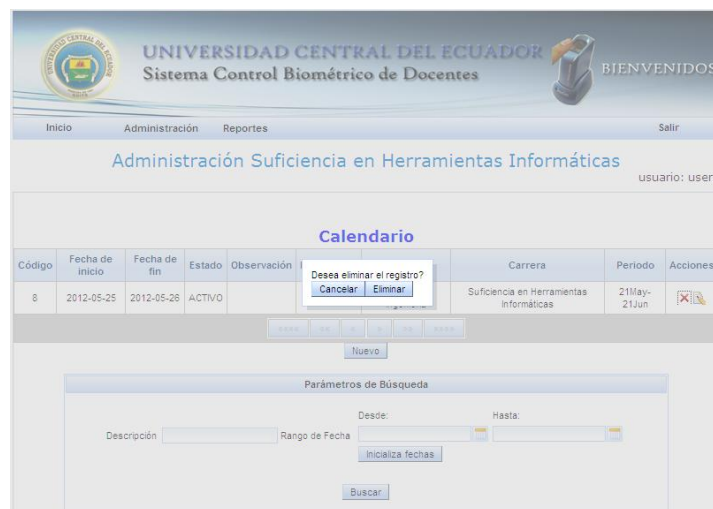 UNIVERSIDAD CENTRAL DEL ECUADOR
Sistema Control Biométrico de Docentes
BIENVENIDOS
Inicio Administración Reportes Salir
Administración Suficiencia en Herramientas Informáticas
usuario: user
Calendario
Código Fecha de inicio Fecha de fin Estado Observación Carrera Periodo Acciones
8 2012-05-25 2012-05-26 ACTIVO Suficiencia en Herramientas Informáticas 21May-21Jun
Desea eliminar el registro?
Cancelar Eliminar
Nuevo
Parámetros de Búsqueda
Desde: Hasta:
Descripción Rango de Fecha
Inicializa fechas
Buscar